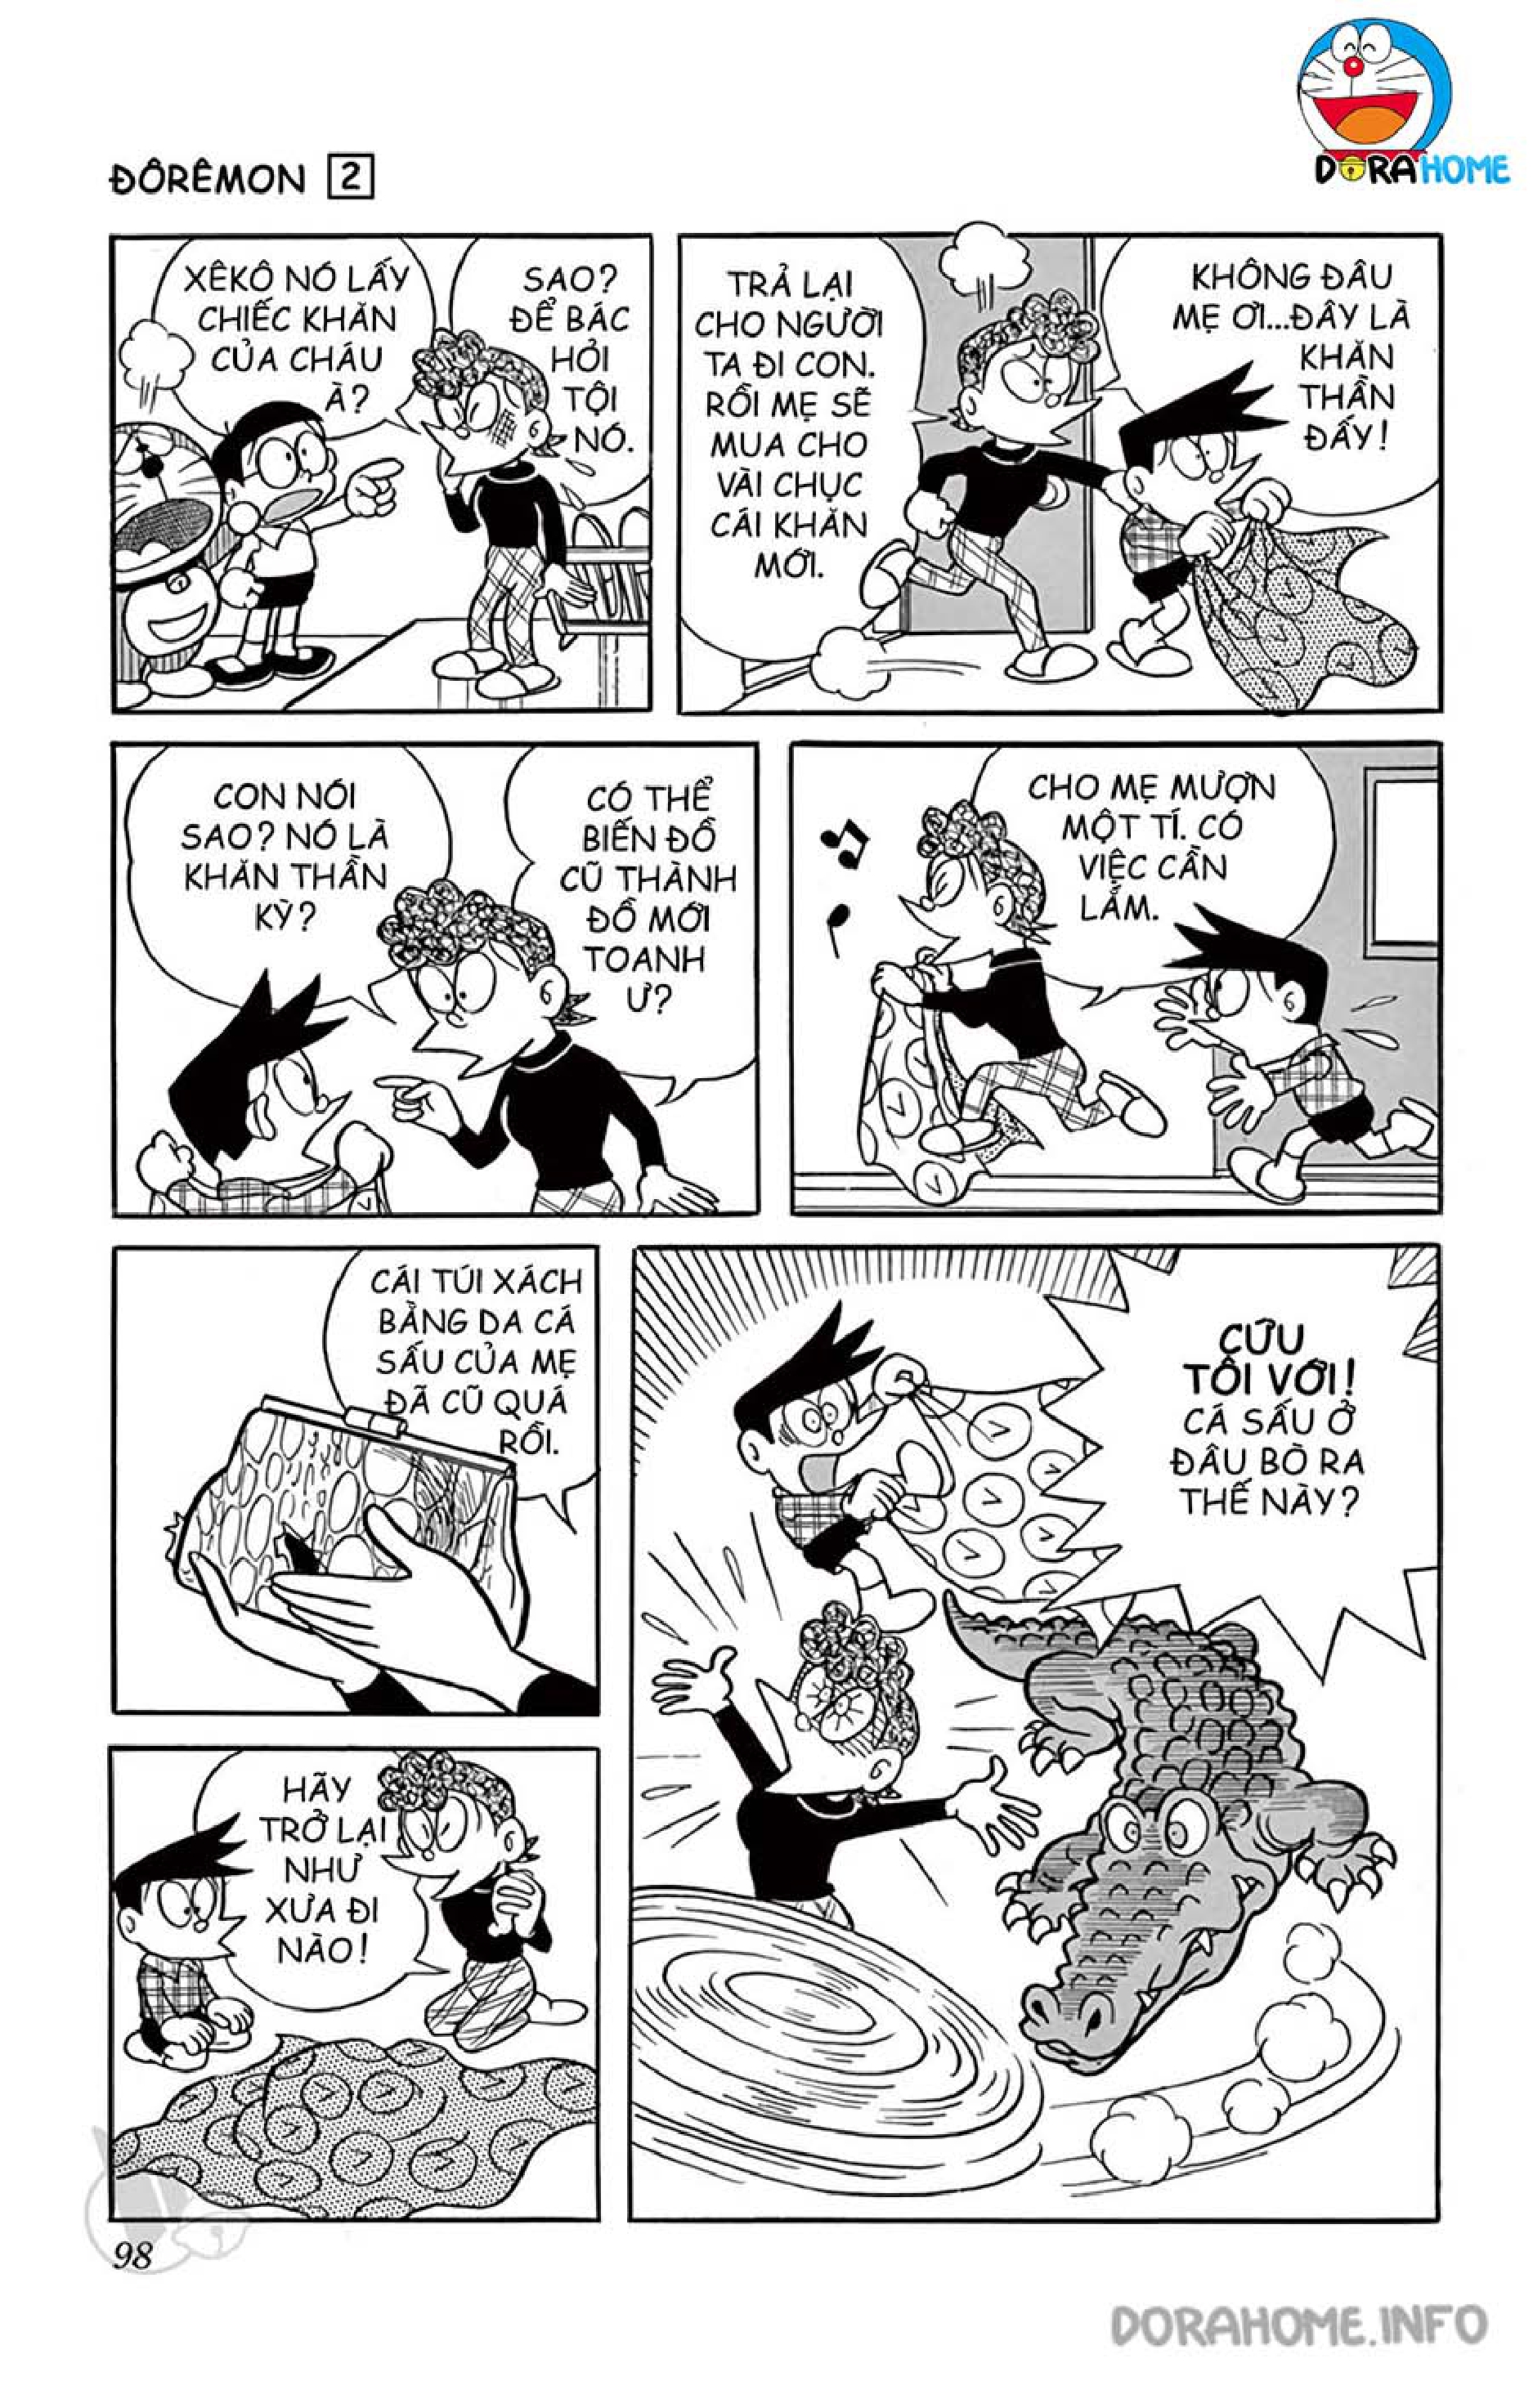 DORAHOME
ĐÔRÊMON 2
XÊKÔ NÓ LẤY
CHIẾC KHĂN
CỦA CHÁU
À?
SAO?
ĐỂ BÁC
HỎI
TỘI
NÓ.
TRẢ LẠI
CHO NGƯỜI
TA ĐI CON.
RỒI MẸ SẼ
MUA CHO
VÀI CHỤC
CÁI KHĂN
MỚI.
KHÔNG ĐÂU
MẸ ƠI...ĐÂY LÀ
KHĂN
THẦN
ĐẤY!
CON NÓI
SAO? NÓ LÀ
KHĂN THẦN
KỲ?
CÓ THỂ
BIẾN ĐỒ
CŨ THÀNH
ĐỒ MỚI
TOANH
Ư?
CHO MẸ MƯỢN
MỘT TÍ. CÓ
VIỆC CẦN
LẮM.
CÁI TÚI XÁCH
BẰNG DA CÁ
SẤU CỦA MẸ
ĐÃ CŨ QUÁ
RỒI.
CỨU
TÔI VỚI!
CÁ SẤU Ở
ĐÂU BÒ RA
THẾ NÀY?
HÃY
TRỞ LẠI
NHƯ
XƯA ĐI
NÀO!
98
DORAHOME.INFO